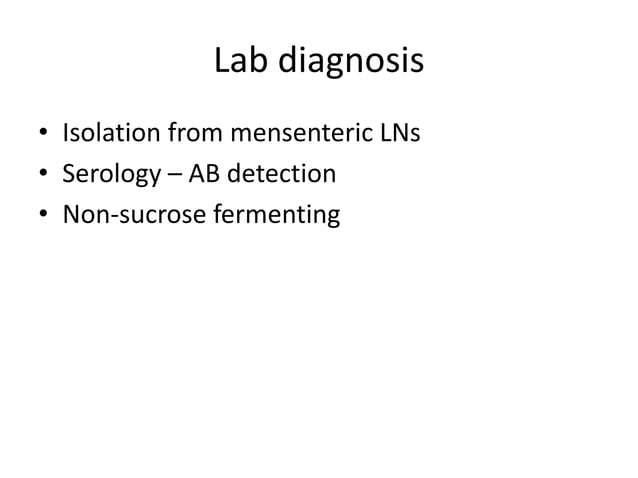 Lab diagnosis
• Isolation from mensenteric LNs
• Serology – AB detection
• Non-sucrose fermenting